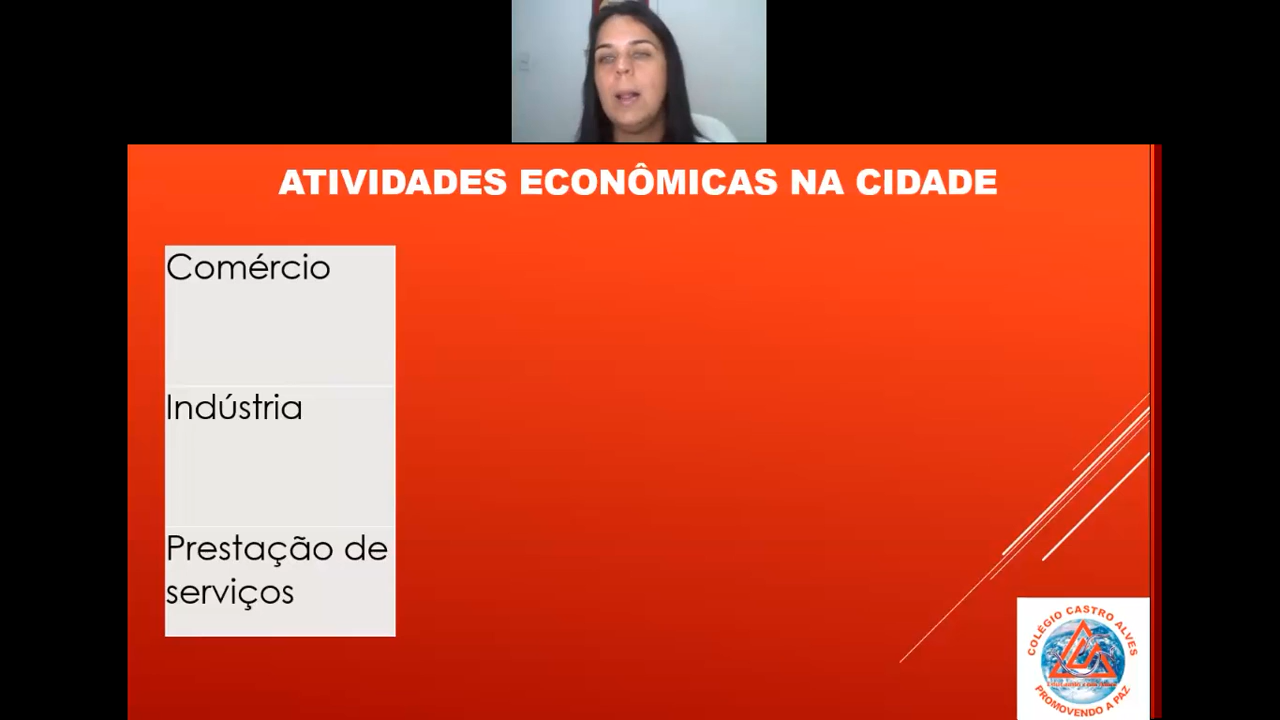 ATIVIDADES ECONÔMICAS NA CIDADE
Comércio
Indústria
Prestação de
serviços
COLÉGIO CASTRO ALVES
PROMOVENDO A PAZ